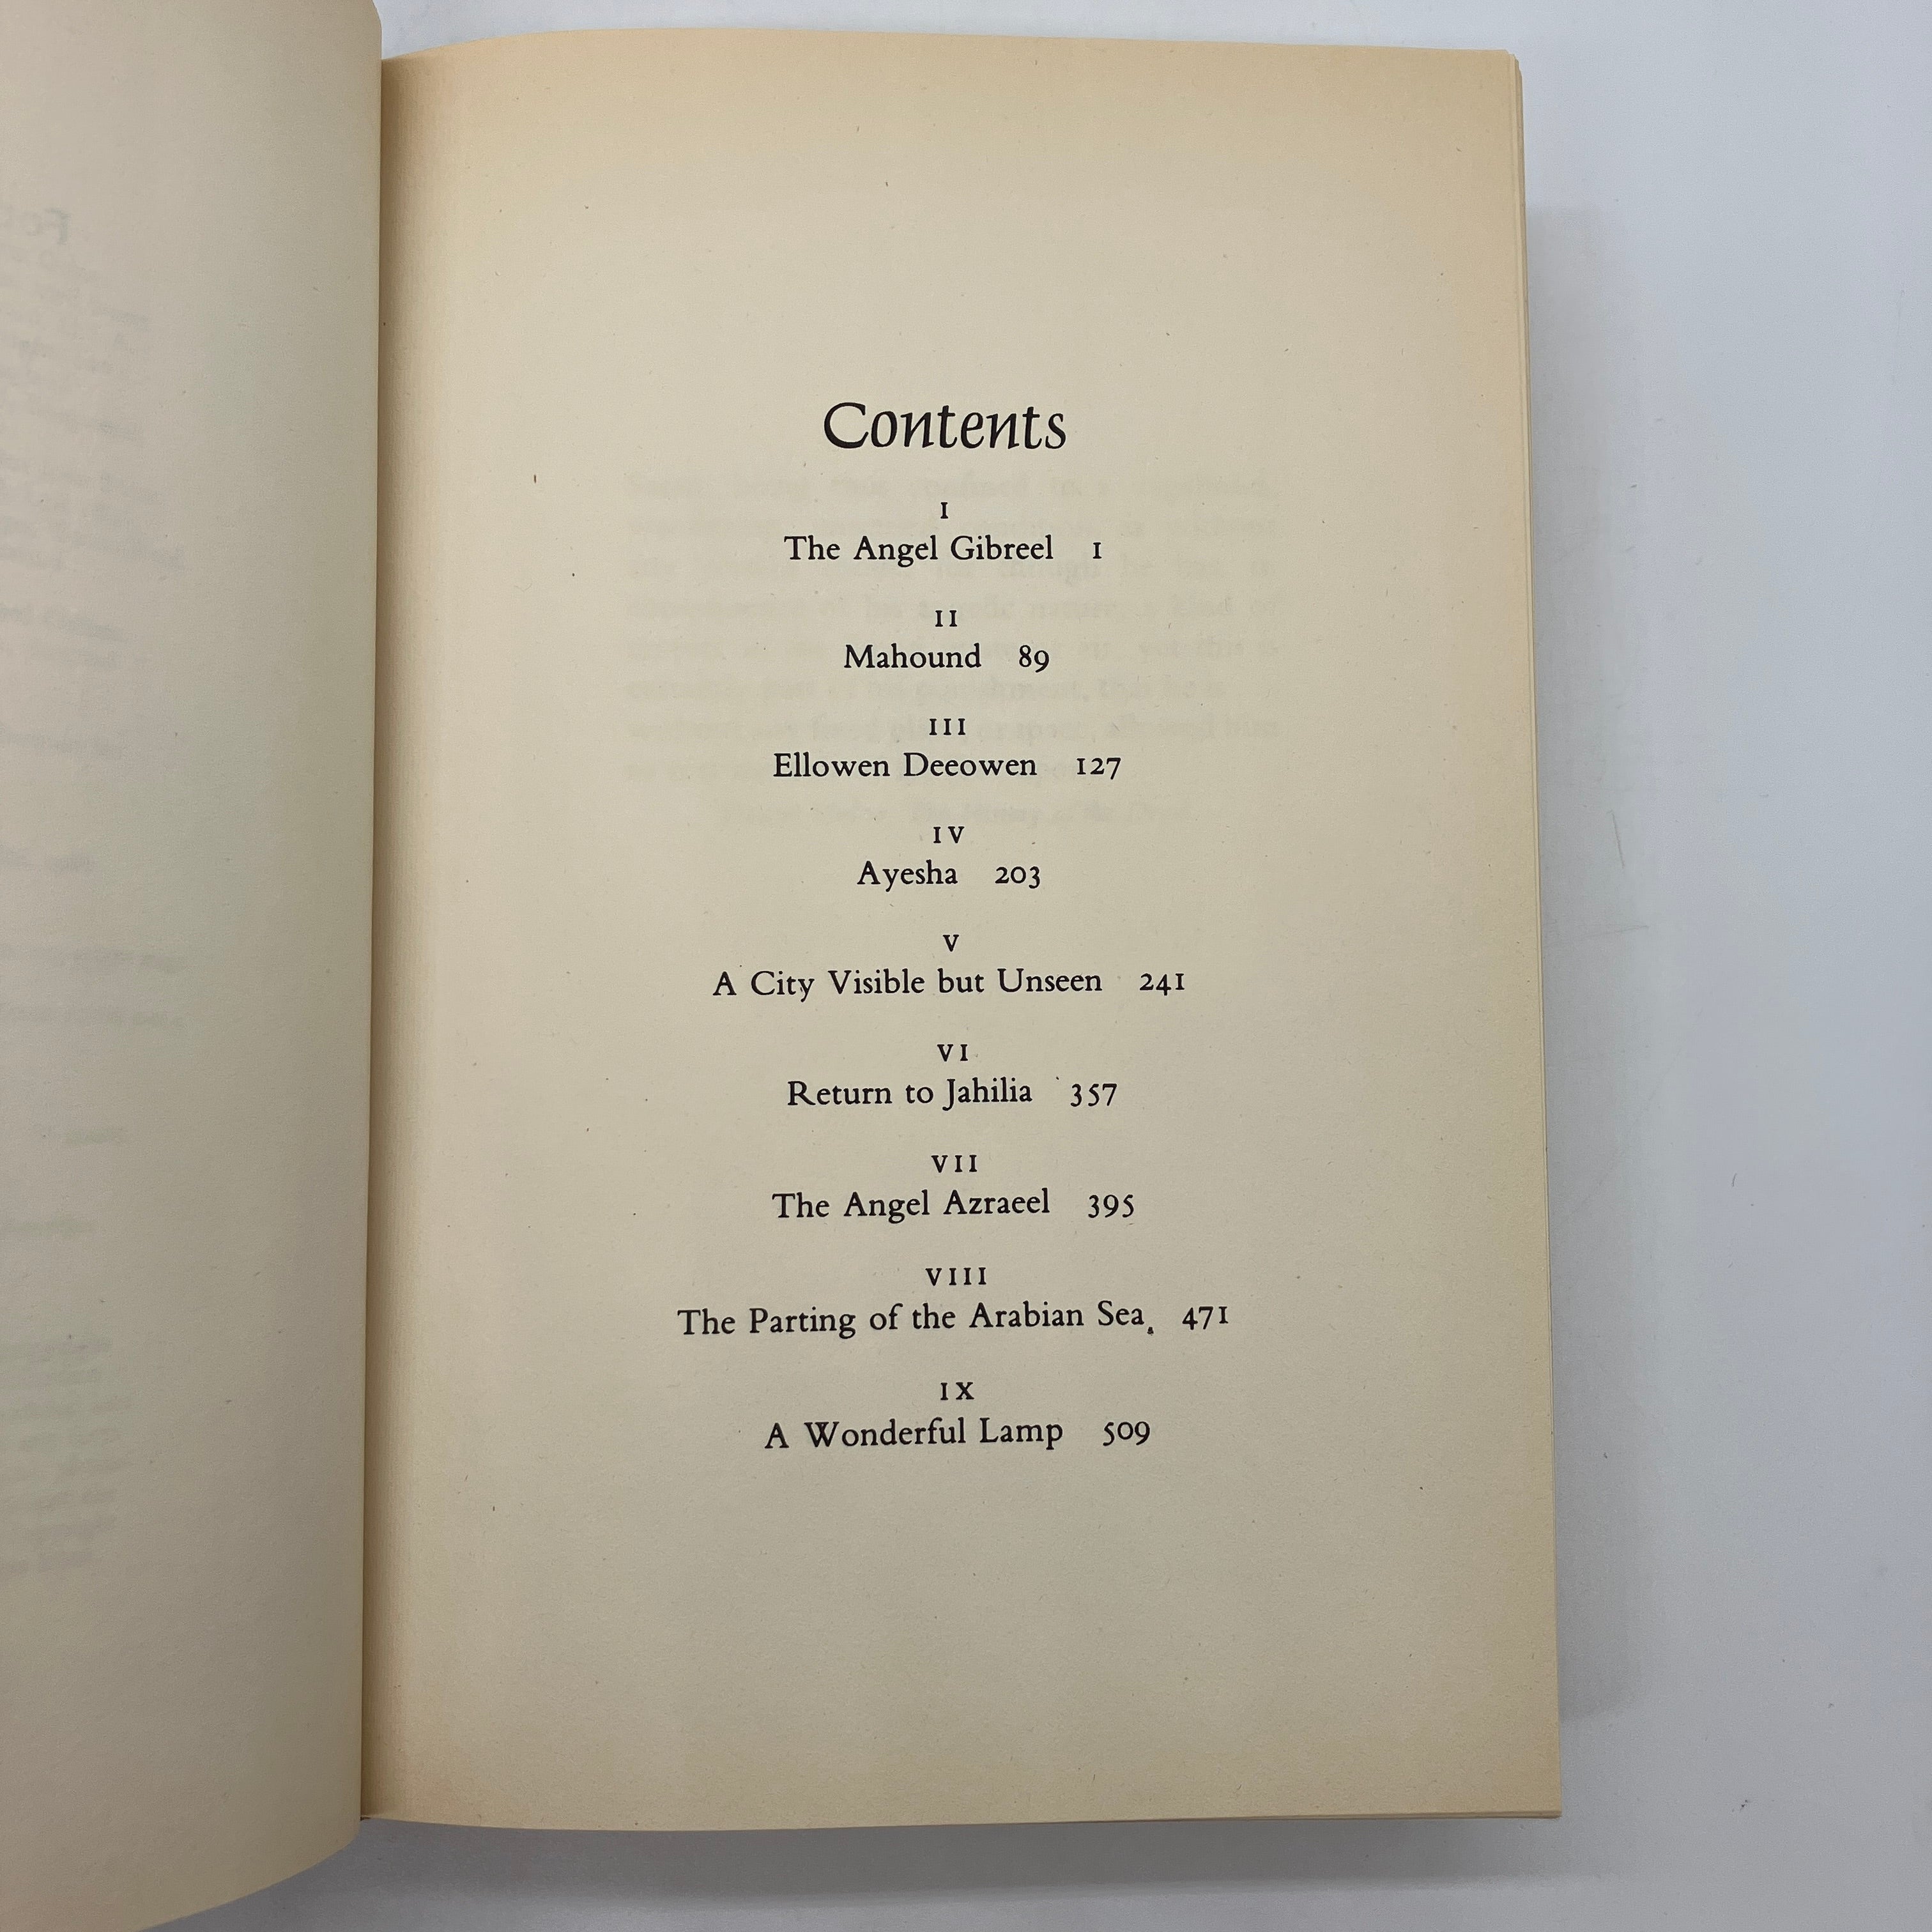 Contents
I
The Angel Gibreel 1
II
Mahound 89
III
Ellowen Deeowen 127
IV
Ayesha 203
V
A City Visible but Unseen 241
VI
Return to Jahilia 357
VII
The Angel Azraeel 395
VIII
The Parting of the Arabian Sea 471
IX
A Wonderful Lamp 509